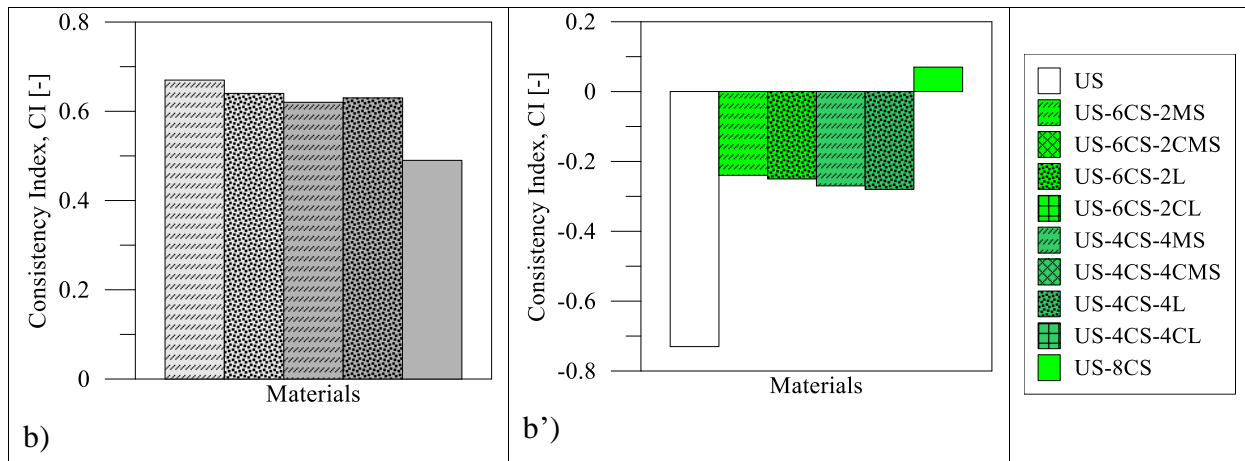 Consistency Index, CI [-]
0.8
0.6
0.4
0.2
0
Materials
b)
Consistency Index, CI [-]
0.2
0
-0.2
-0.4
-0.6
-0.8
Materials
b’)
US
US-6CS-2MS
US-6CS-2CMS
US-6CS-2L
US-6CS-2CL
US-4CS-4MS
US-4CS-4CMS
US-4CS-4L
US-4CS-4CL
US-8CS